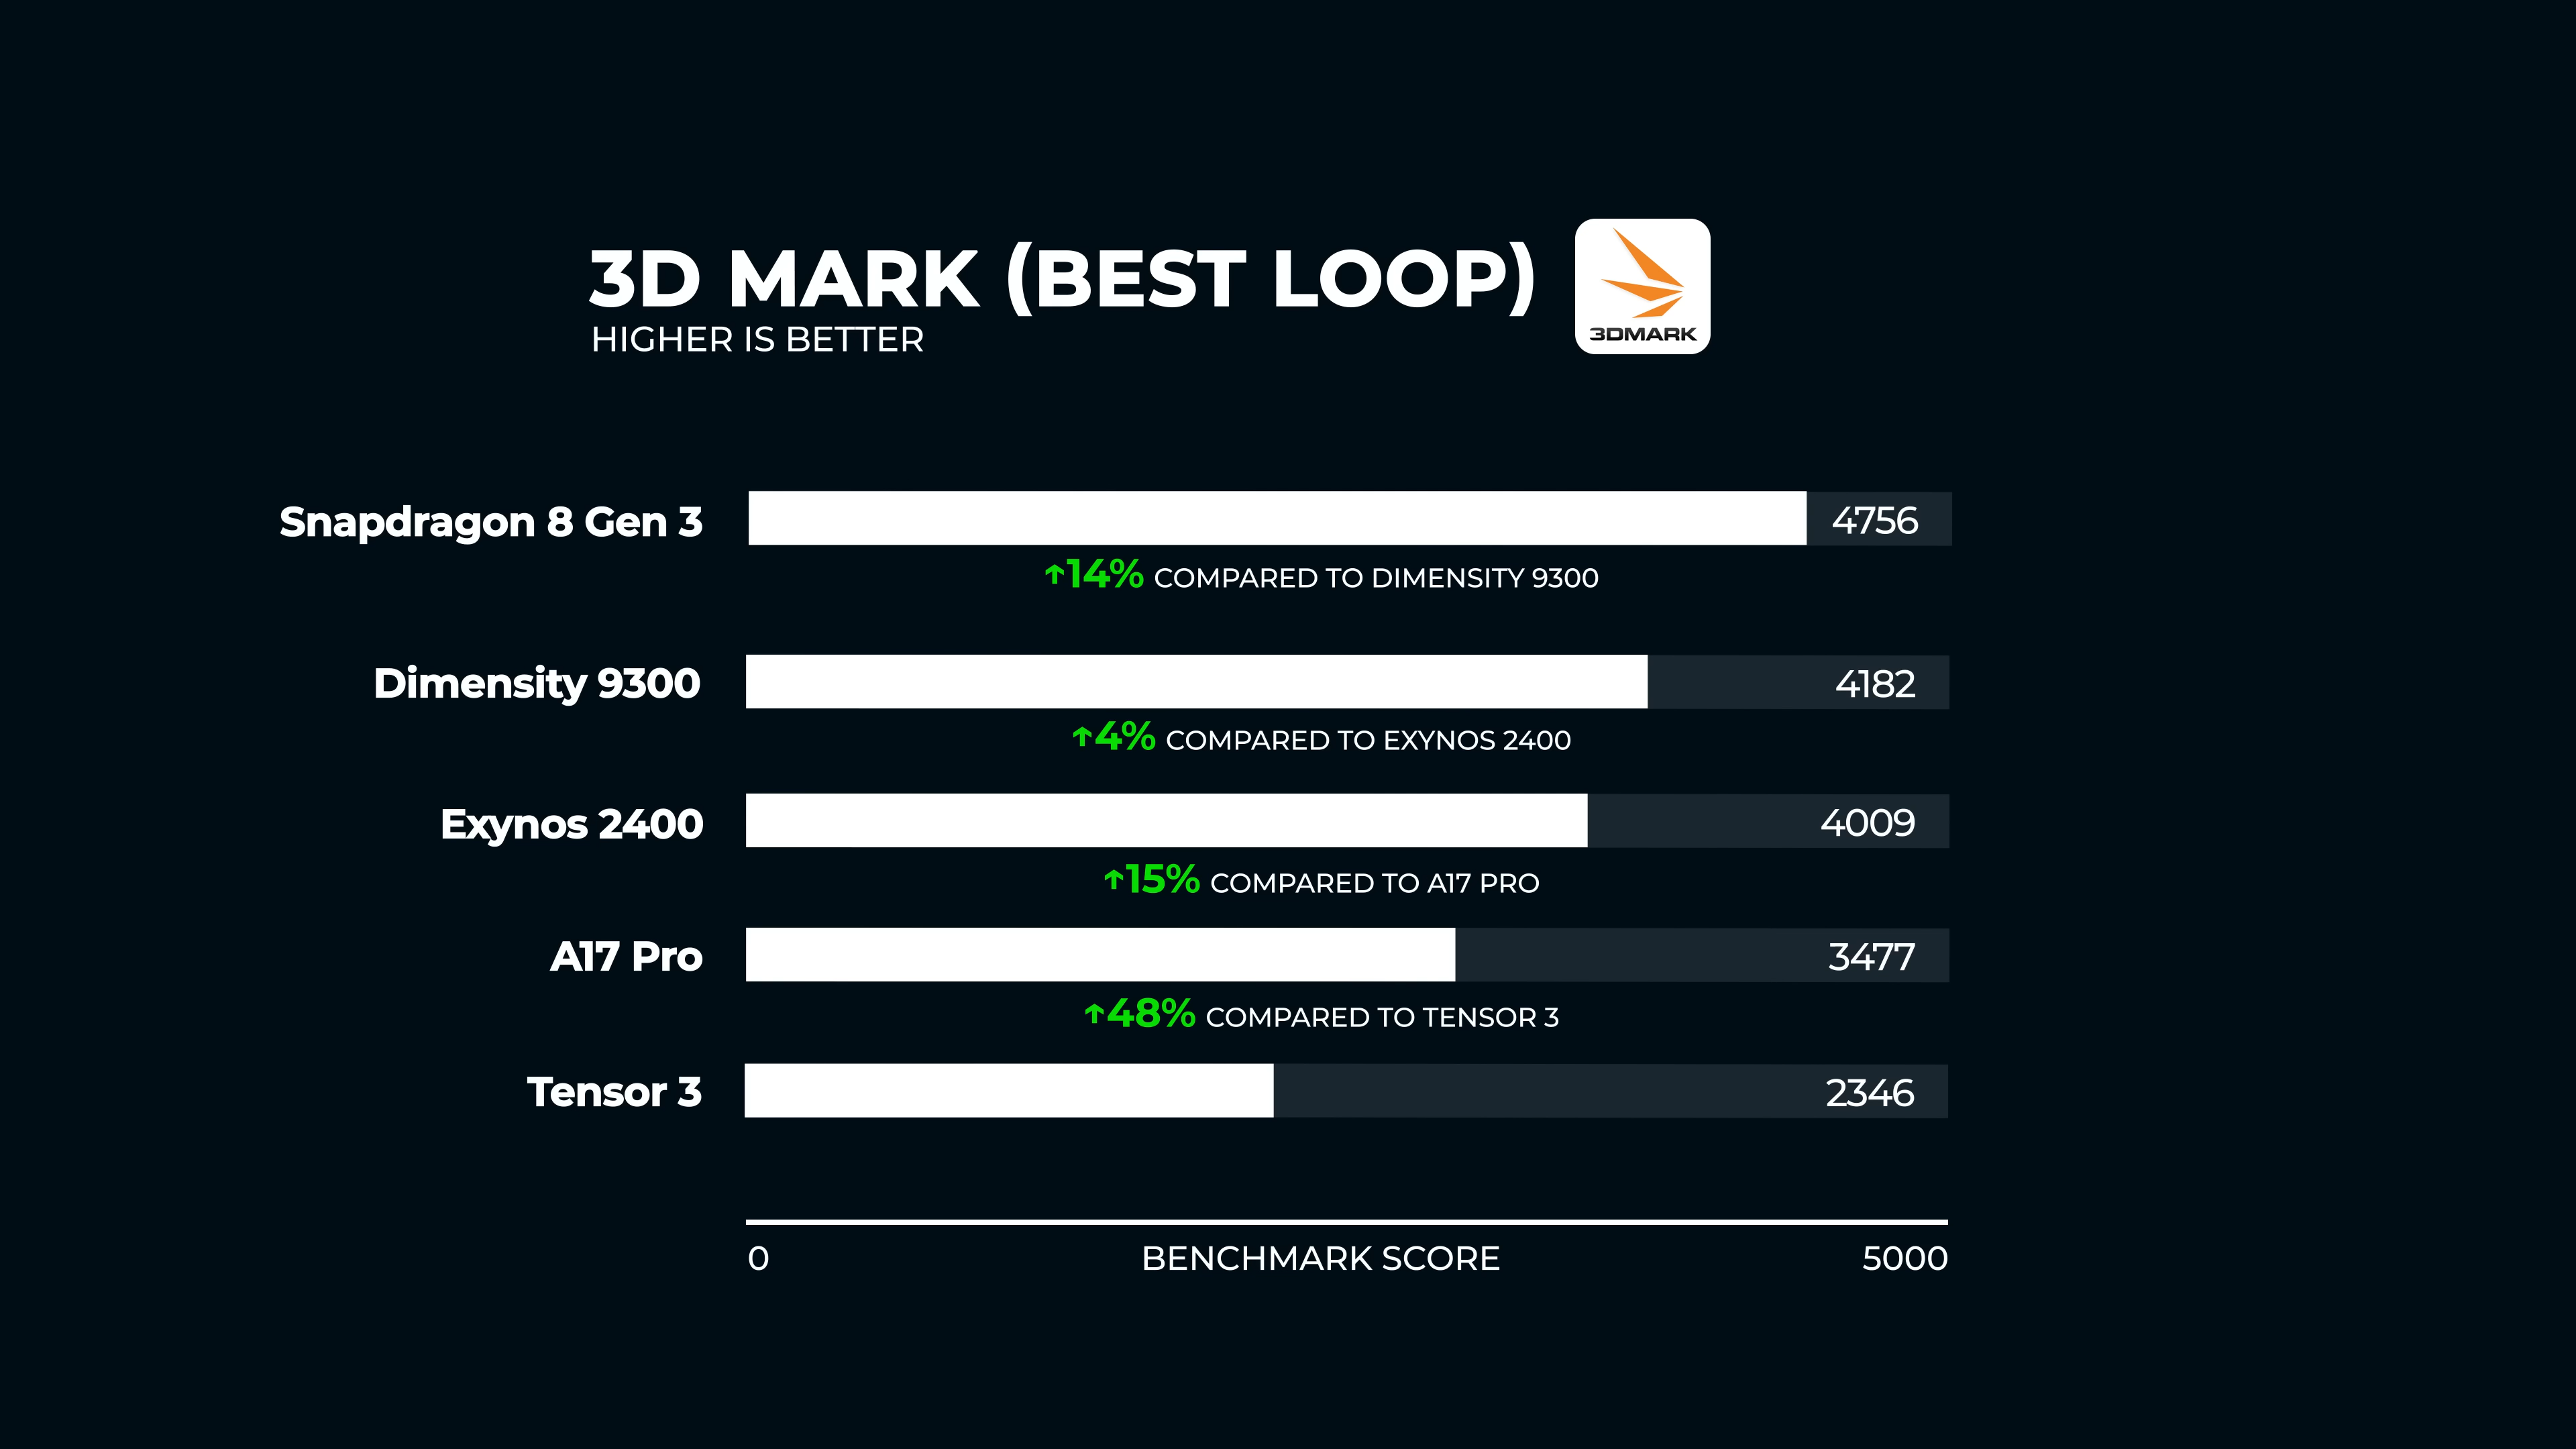 3D MARK (BEST LOOP)
HIGHER IS BETTER
3DMARK
Snapdragon 8 Gen 3
4756
↑14% COMPARED TO DIMENSITY 9300
Dimensity 9300
4182
↑4% COMPARED TO EXYNOS 2400
Exynos 2400
4009
↑15% COMPARED TO A17 PRO
A17 Pro
3477
↑48% COMPARED TO TENSOR 3
Tensor 3
2346
0 BENCHMARK SCORE 5000